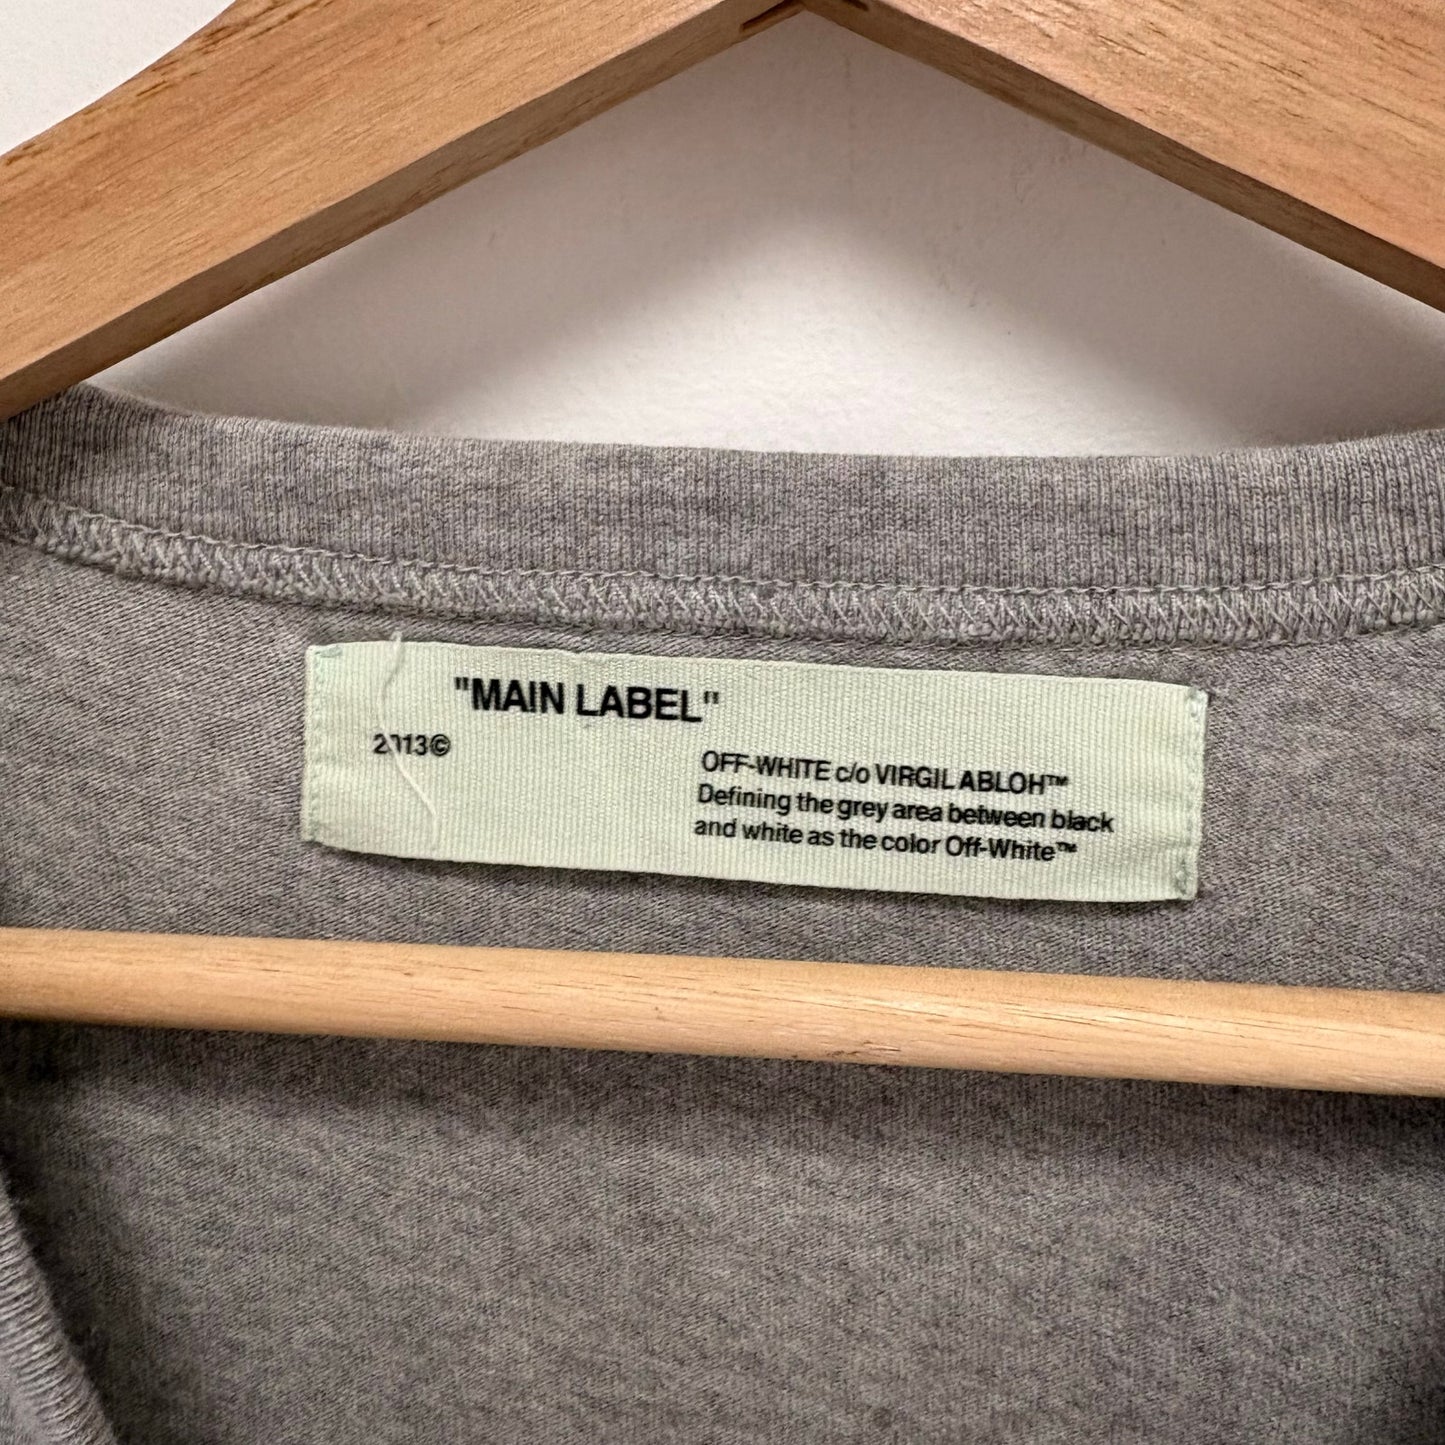 "MAIN LABEL"
2013©
OFF-WHITE c/o VIRGIL ABLOH™
Defining the grey area between black
and white as the color Off-White™